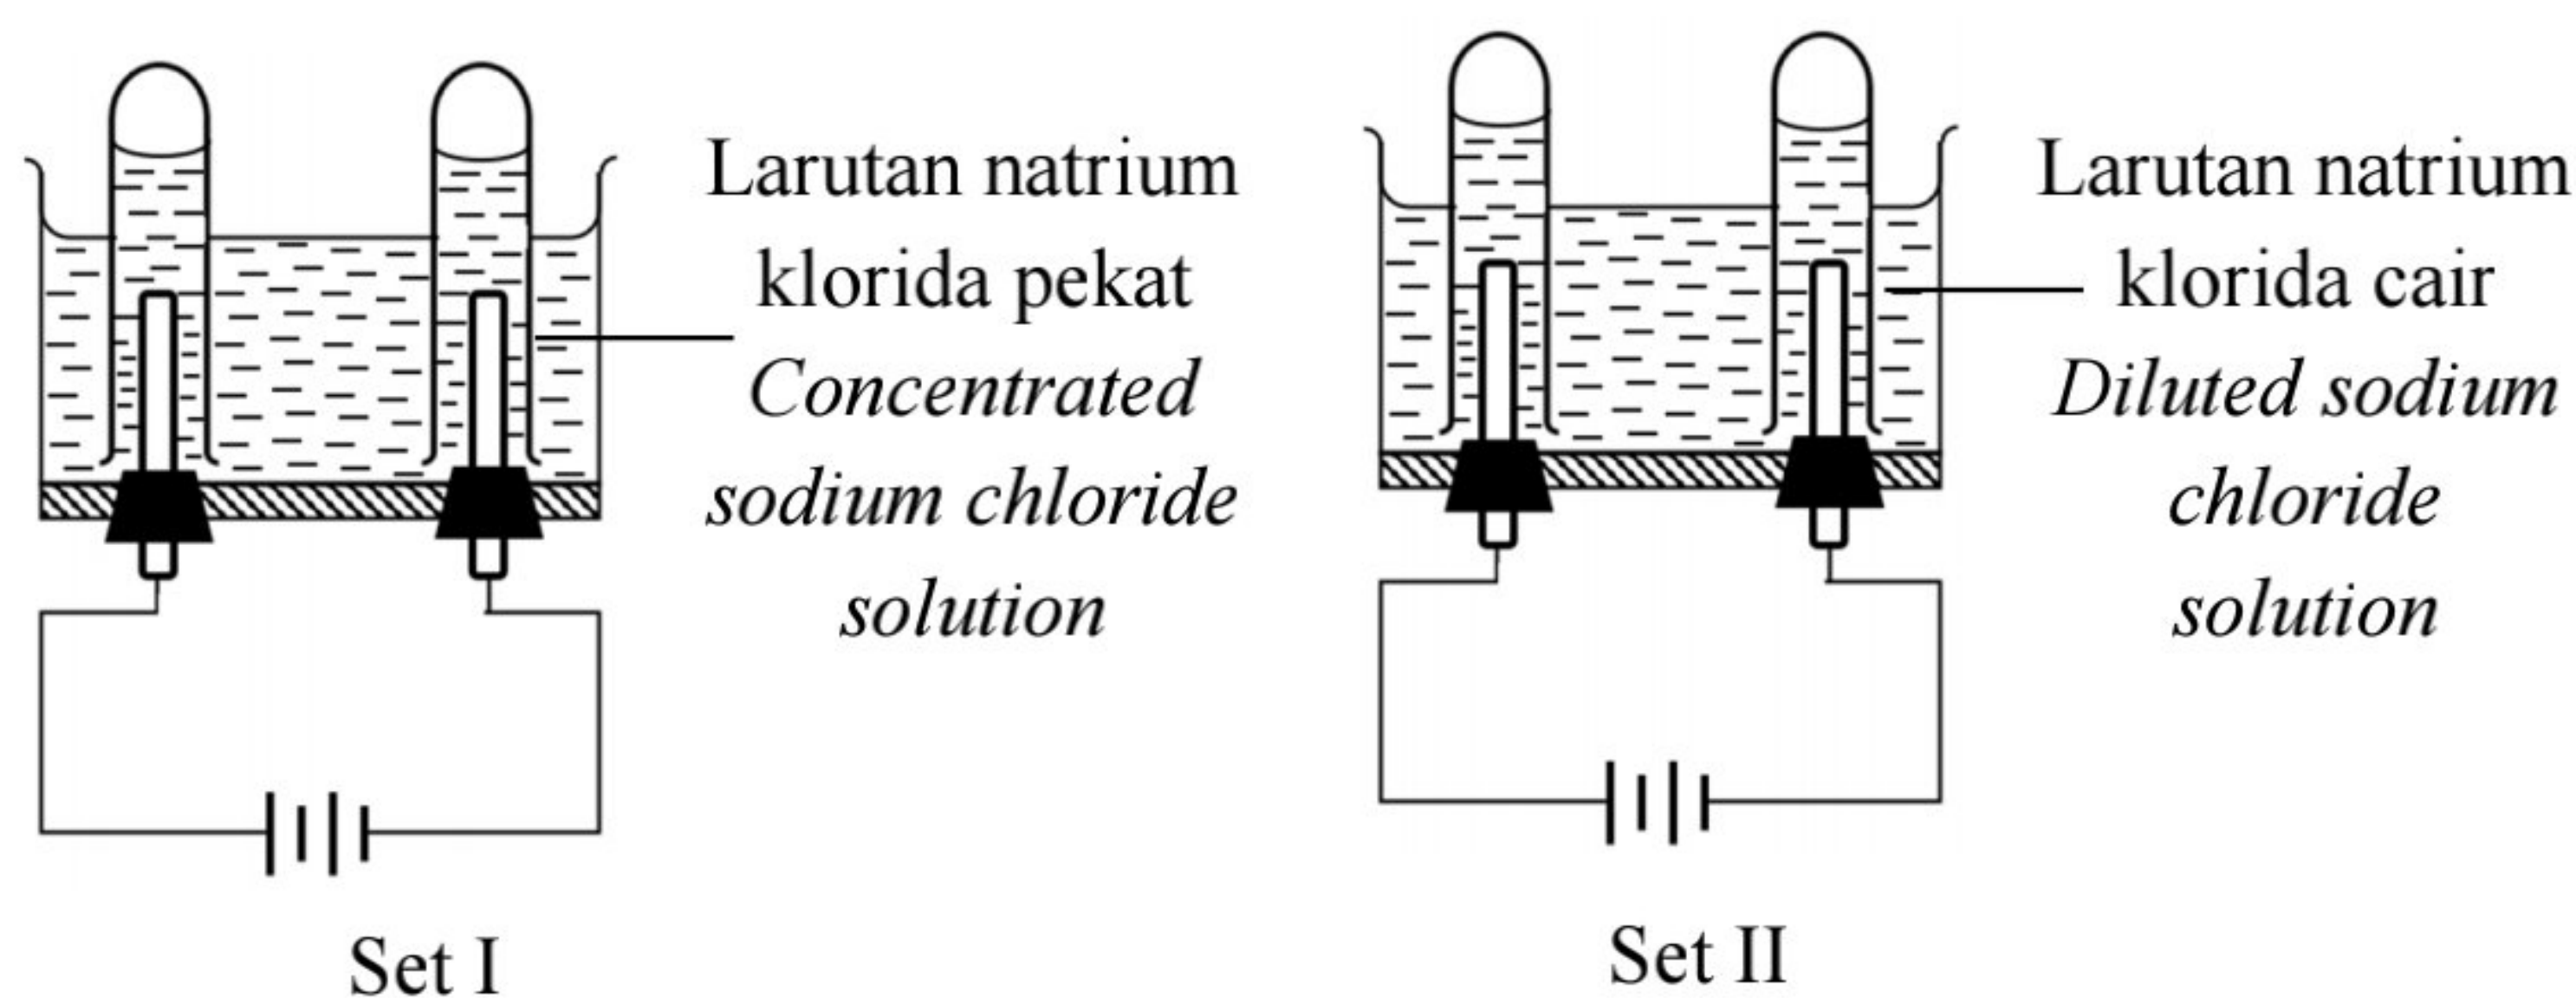 Larutan natrium
klorida pekat
Concentrated
sodium chloride
solution
Set I
Larutan natrium
klorida cair
Diluted sodium
chloride
solution
Set II